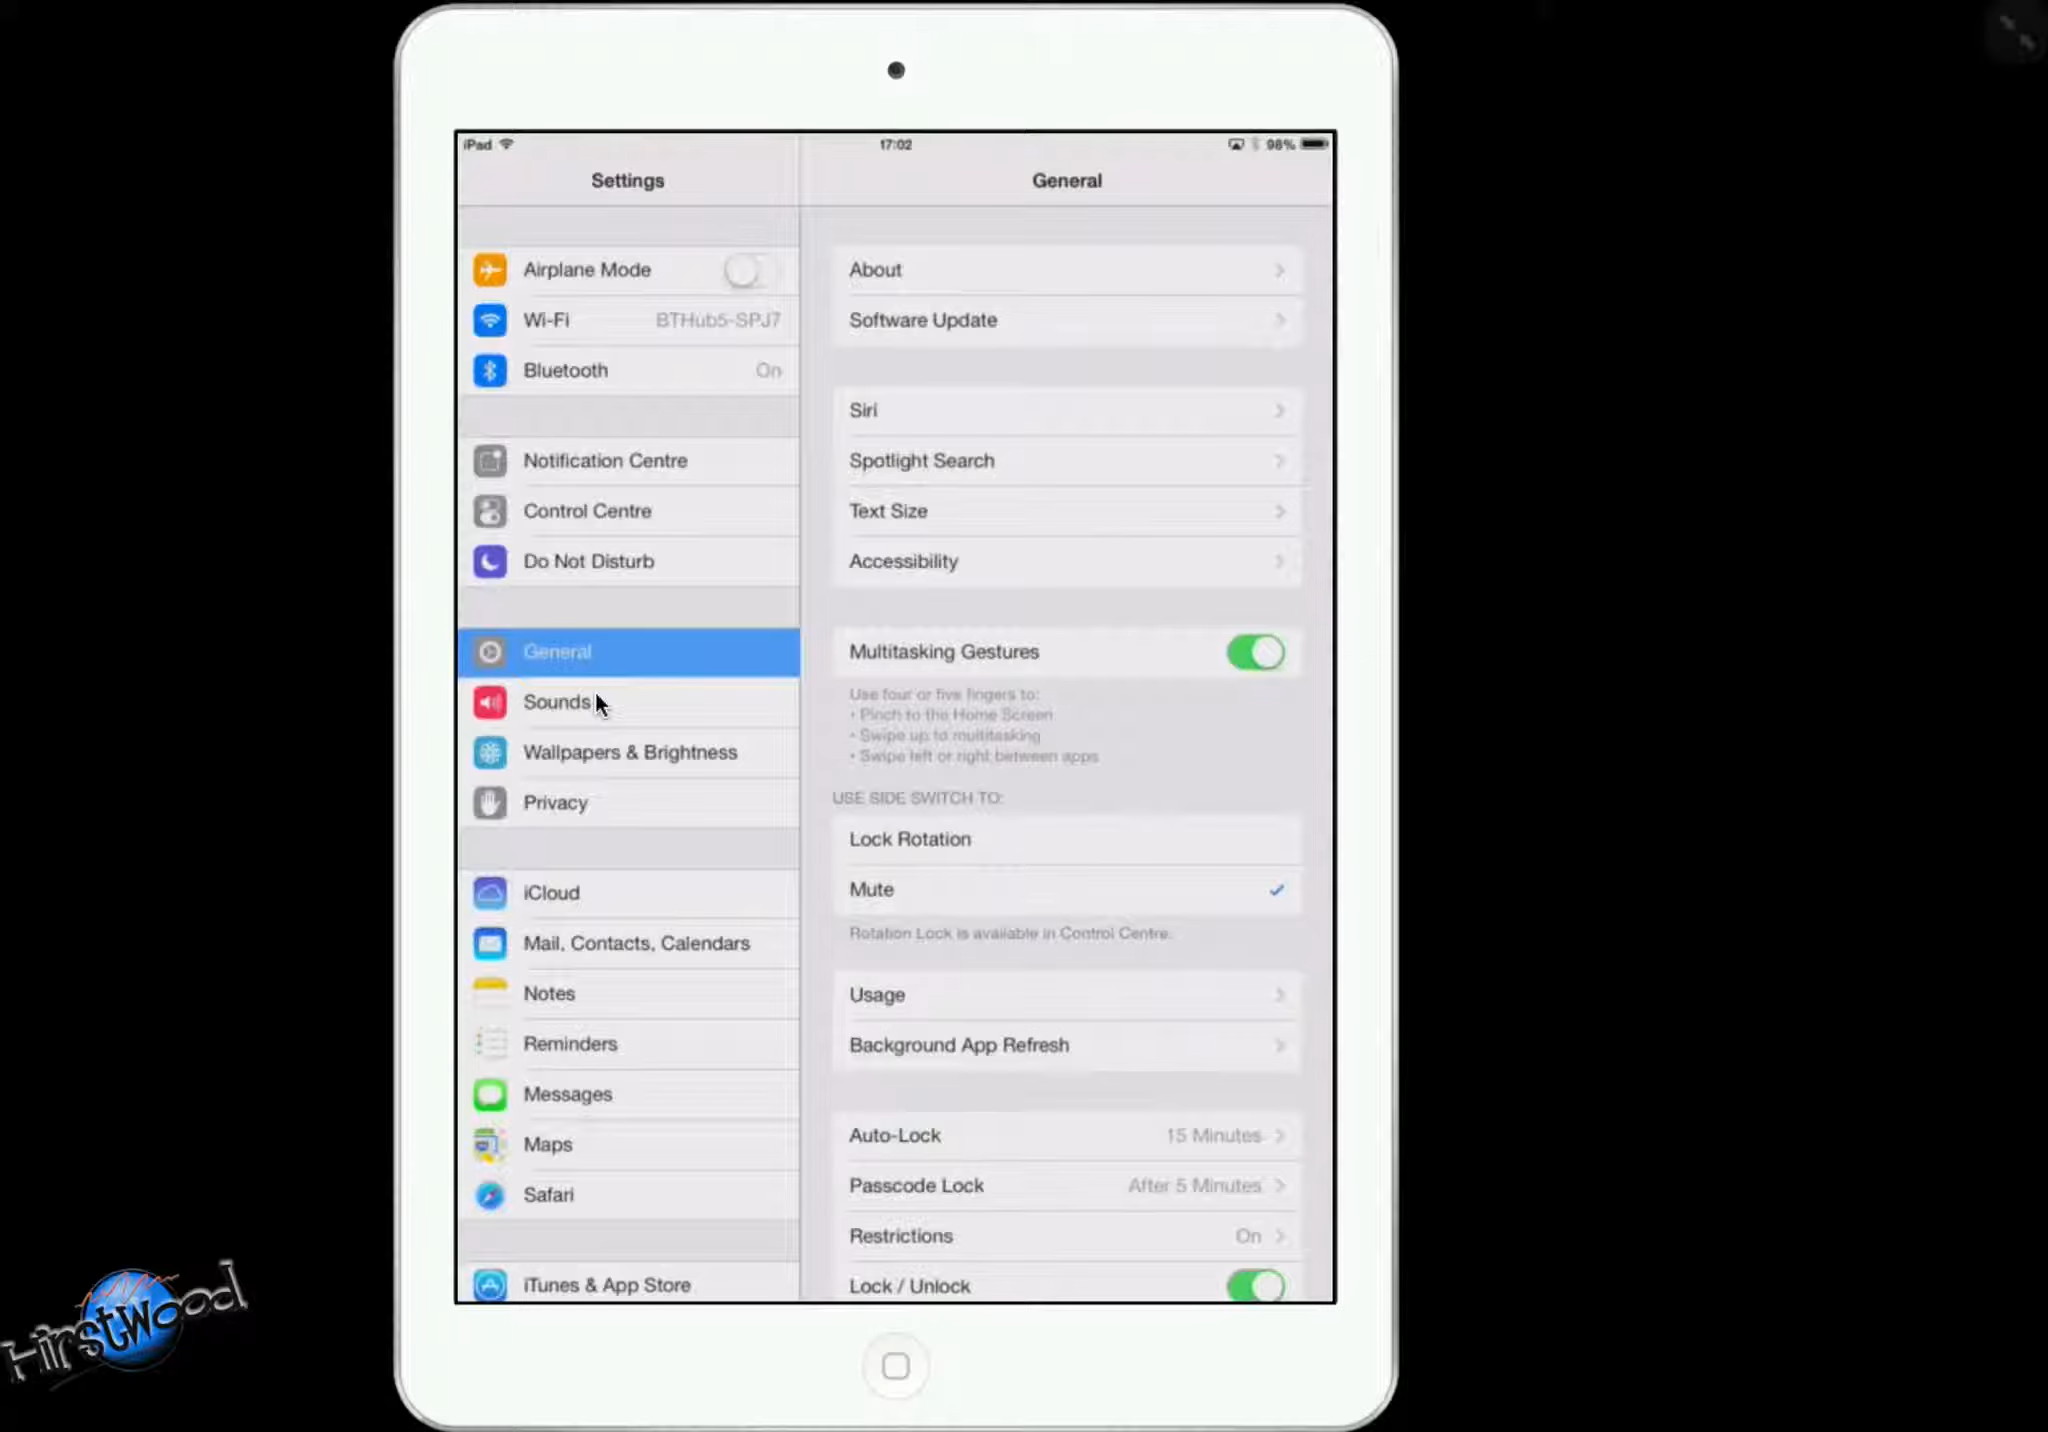 iPad
17:02
98%
Settings
General
Airplane Mode
Wi-Fi BTHub5-SPJ7
Bluetooth On
Notification Centre
Control Centre
Do Not Disturb
General
Sounds
Wallpapers & Brightness
Privacy
iCloud
Mail, Contacts, Calendars
Notes
Reminders
Messages
Maps
Safari
iTunes & App Store
About
Software Update
Siri
Spotlight Search
Text Size
Accessibility
Multitasking Gestures
Use four or five fingers to:
• Pinch to the Home Screen
• Swipe up to multitasking
• Swipe left or right between apps
USE SIDE SWITCH TO:
Lock Rotation
Mute
Rotation Lock is available in Control Centre.
Usage
Background App Refresh
Auto-Lock 15 Minutes
Passcode Lock After 5 Minutes
Restrictions On
Lock / Unlock
Hirstwood